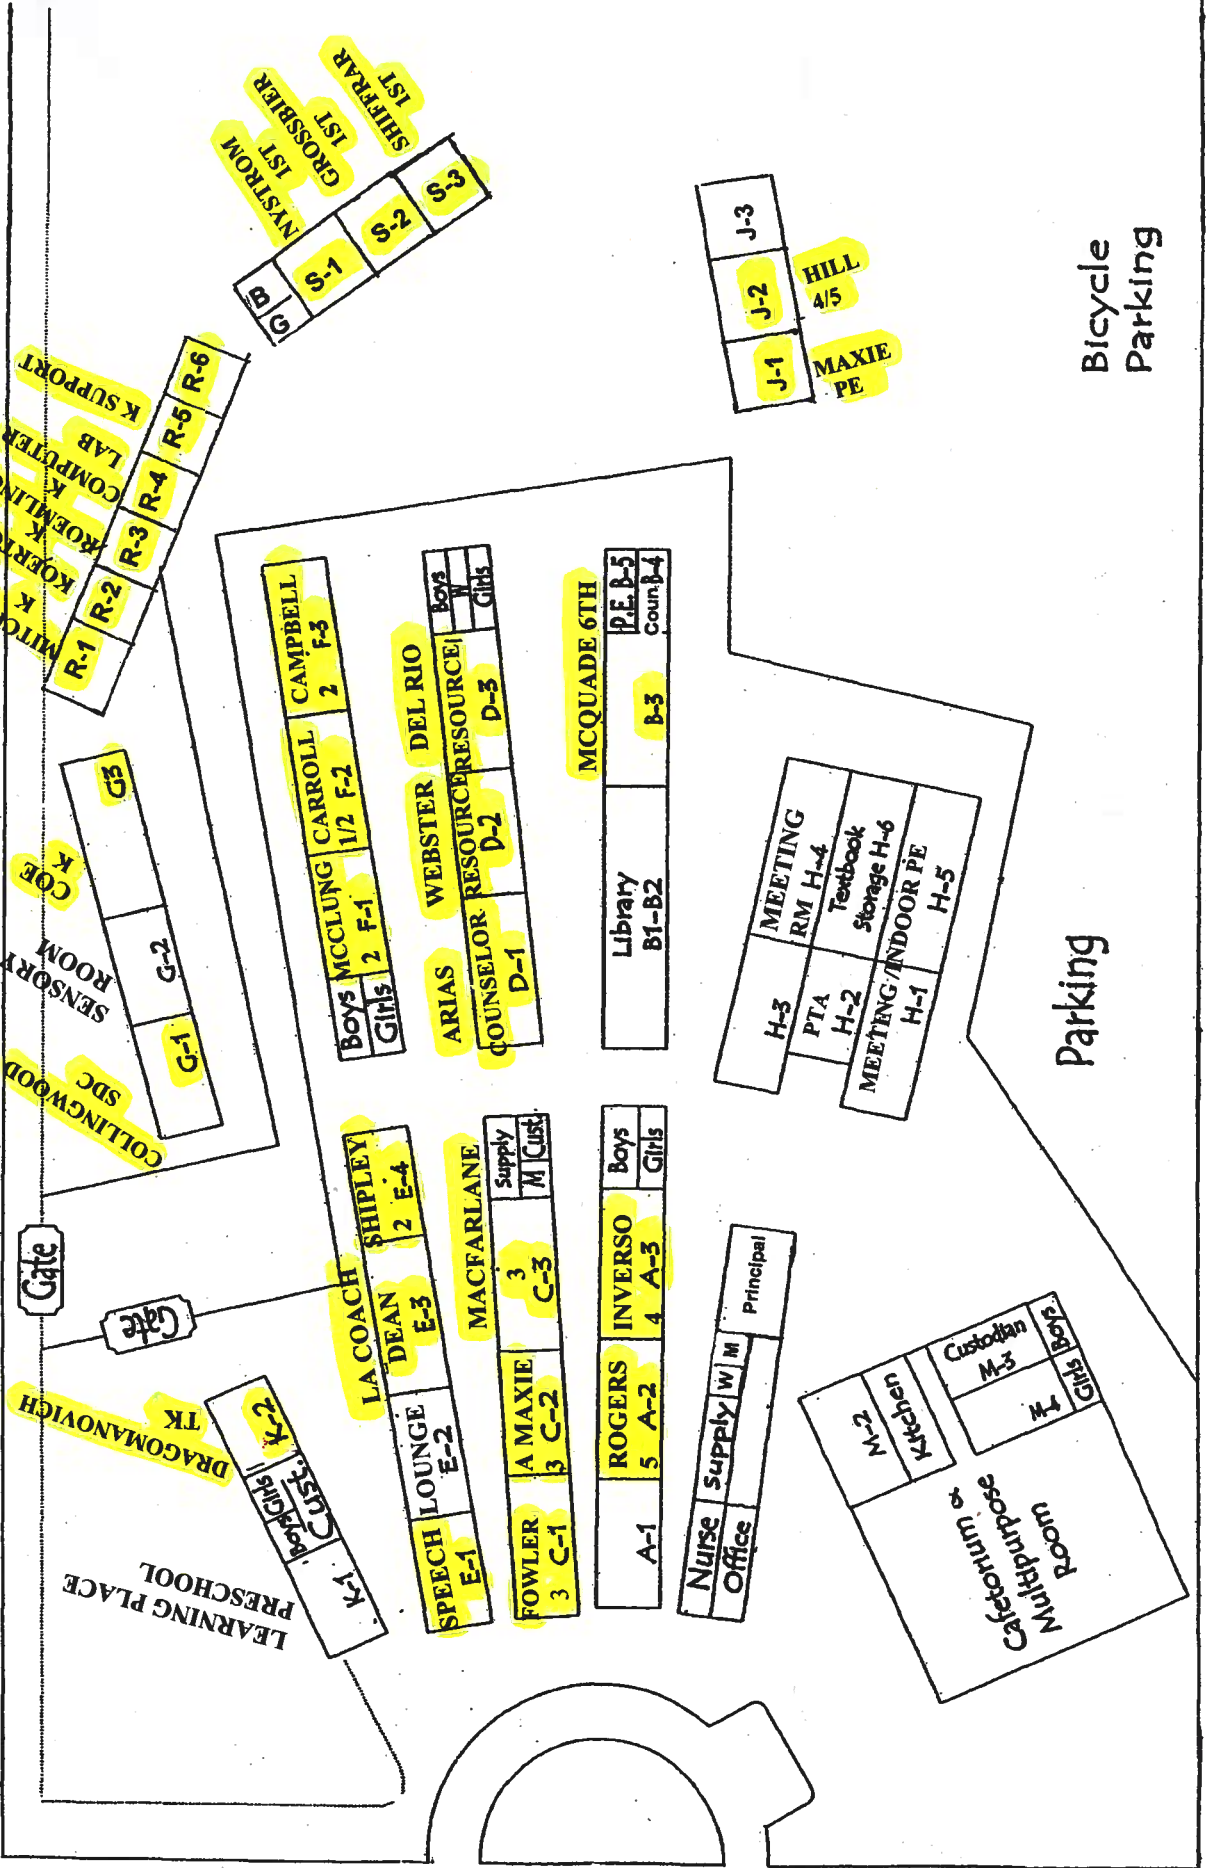 SHIFFRAR
1ST
GROSSBIER
1ST
NYSTROM
1ST
B
G
S-1
S-2
S-3
K SUPPORT
COMPUTER
LAB
K
K
K
R-1
R-2
R-3
R-4
R-5
R-6
J-1
J-2
J-3
HILL
4/5
MAXIE
PE
Bicycle
Parking
COE
K
SENSORY
ROOM
COLLINGWOOD
SDC
G-1
G-2
G3
MCCLUNG
2 F-1
CARROLL
1/2 F-2
CAMPBELL
2 F-3
Boys
Girls
ARIAS
WEBSTER
DEL RIO
COUNSELOR
D-1
RESOURCE
D-2
RESOURCE
D-3
Boys
W
Girls
MCQUADE 6TH
Library
B1-B2
B-3
P.E. B-5
Coun. B-4
MEETING
RM H-4
Textbook
Storage H-6
H-3
PTA
H-2
MEETING/INDOOR PE
H-1
H-5
Parking
Gate
Gate
LA COACH
SHIPLEY
2 E-4
DEAN
E-3
LOUNGE
E-2
SPEECH
E-1
MACFARLANE
Supply
M
Cust
3
C-3
A MAXIE
3 C-2
FOWLER
3 C-1
Boys
Girls
INVERSO
4 A-3
ROGERS
5 A-2
A-1
Principal
Nurse
Supply
W
M
Office
DRAGOMANOVICH
TK
K-2
Boys
Girls
Cust.
K-1
LEARNING PLACE
PRESCHOOL
M-2
Kitchen
Custodian
M-3
Boys
Girls
Cafetorium &
Multipurpose
Room